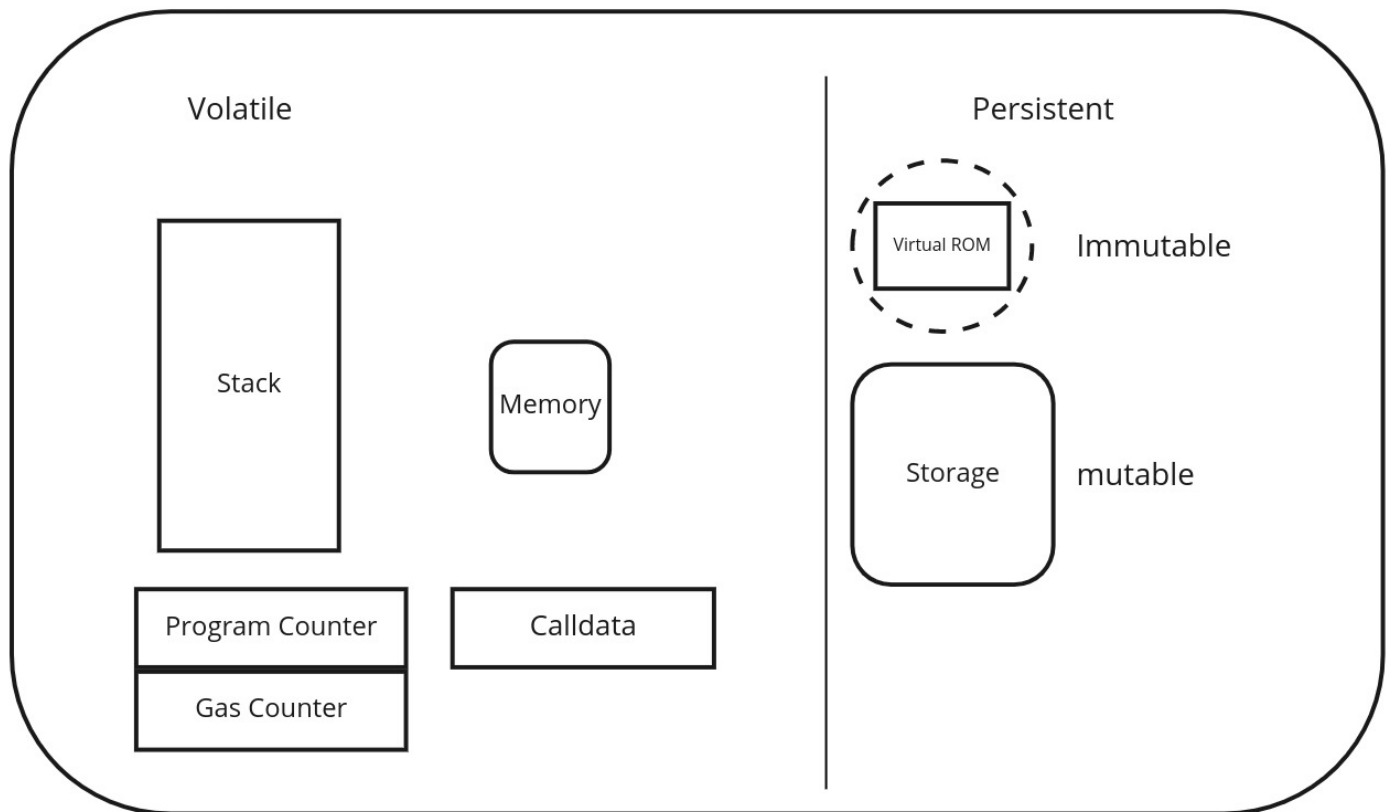 Volatile
Persistent
Stack
Memory
Program Counter
Gas Counter
Calldata
Virtual ROM
Immutable
Storage
mutable